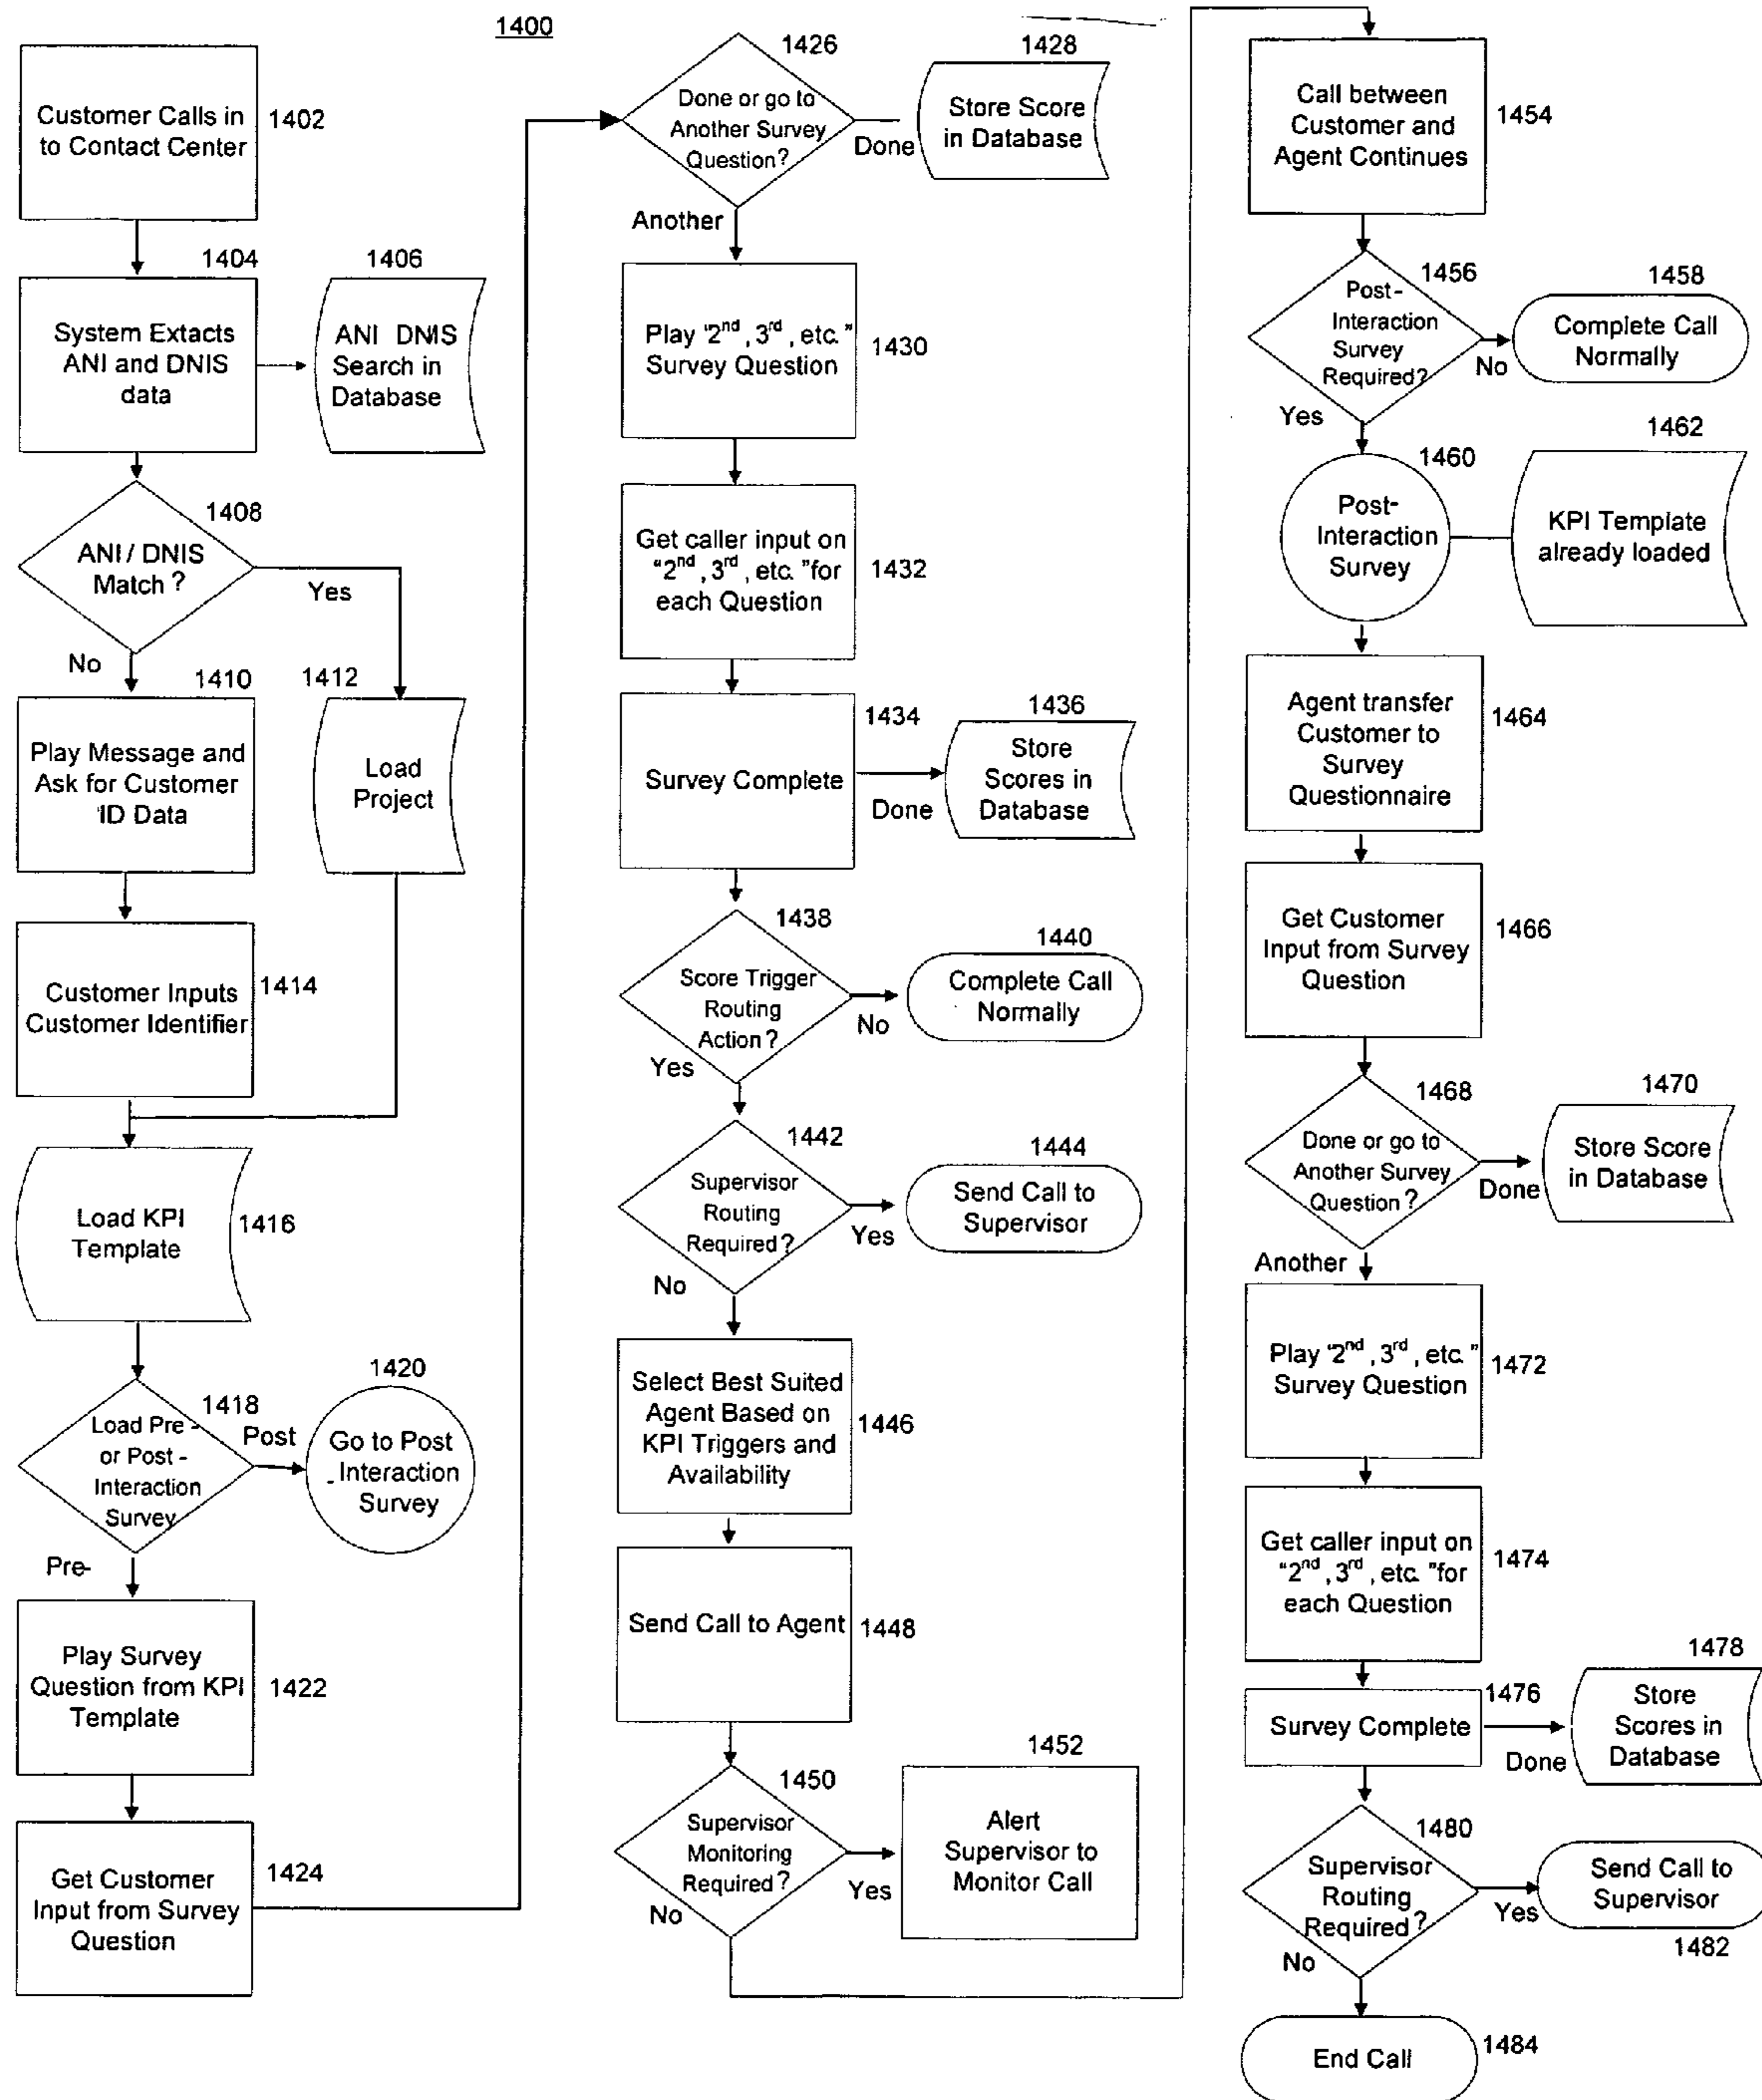 1400
Customer Calls in
to Contact Center
1402
1404
System Extacts
ANI and DNIS
data
1406
ANI DNIS
Search in
Database
1408
ANI / DNIS
Match ?
Yes
No
1410
Play Message and
Ask for Customer
ID Data
1412
Load
Project
Customer Inputs
Customer Identifier
1414
Load KPI
Template
1416
1418
Load Pre -
or Post -
Interaction
Survey
Post
1420
Go to Post
- Interaction
Survey
Pre-
Play Survey
Question from KPI
Template
1422
Get Customer
Input from Survey
Question
1424
1426
Done or go to
Another Survey
Question?
Done
1428
Store Score
in Database
Another
Play "2nd, 3rd, etc."
Survey Question
1430
Get caller input on
"2nd, 3rd, etc. "for
each Question
1432
Survey Complete
1434
Done
1436
Store
Scores in
Database
1438
Score Trigger
Routing
Action?
No
1440
Complete Call
Normally
Yes
1442
Supervisor
Routing
Required?
Yes
1444
Send Call to
Supervisor
No
Select Best Suited
Agent Based on
KPI Triggers and
Availability
1446
Send Call to Agent
1448
1450
Supervisor
Monitoring
Required?
Yes
1452
Alert
Supervisor to
Monitor Call
No
Call between
Customer and
Agent Continues
1454
1456
Post-
Interaction
Survey
Required?
No
1458
Complete Call
Normally
Yes
1460
Post-
Interaction
Survey
1462
KPI Template
already loaded
Agent transfer
Customer to
Survey
Questionnaire
1464
Get Customer
Input from Survey
Question
1466
1468
Done or go to
Another Survey
Question?
Done
1470
Store Score
in Database
Another
Play "2nd, 3rd, etc."
Survey Question
1472
Get caller input on
"2nd, 3rd, etc. "for
each Question
1474
1476
Survey Complete
Done
1478
Store
Scores in
Database
1480
Supervisor
Routing
Required?
Yes
Send Call to
Supervisor
1482
No
End Call
1484